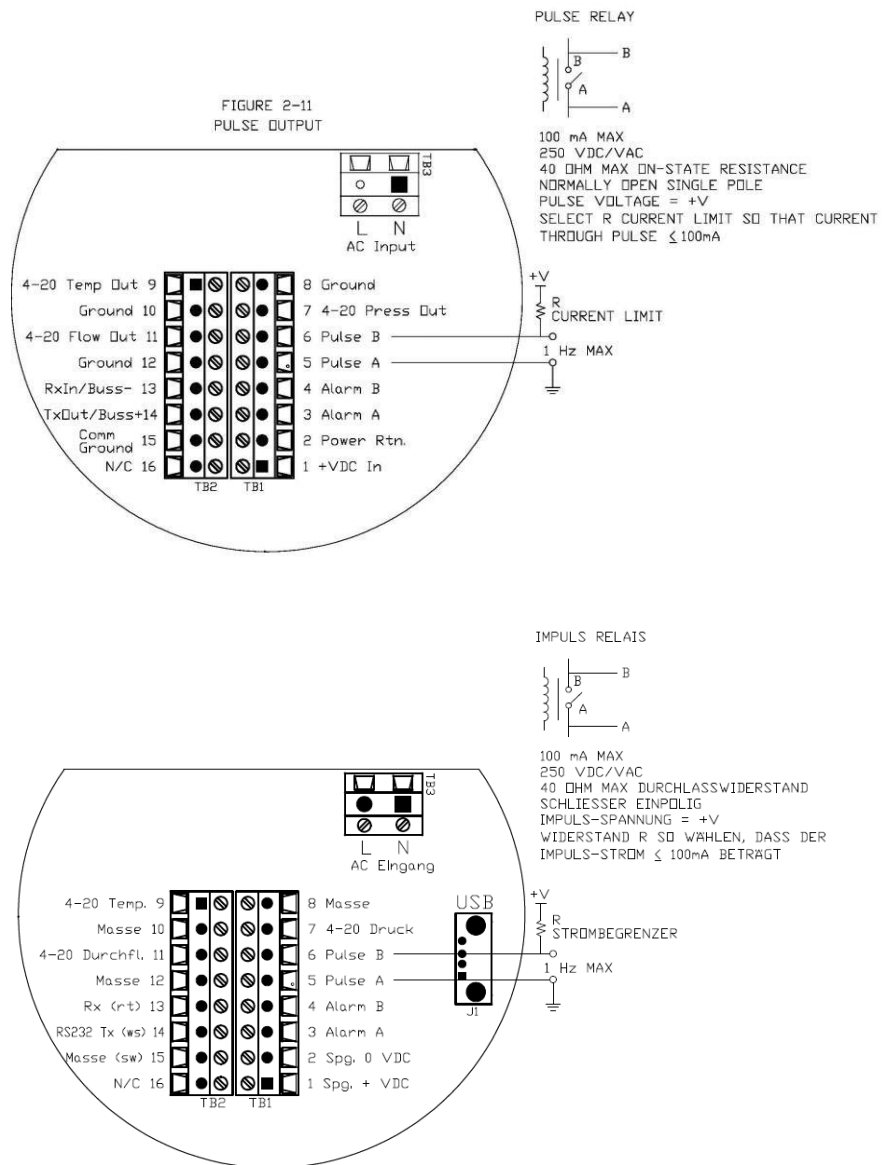 PULSE RELAY
B
B
A
A
FIGURE 2-11
PULSE OUTPUT
100 mA MAX
250 VDC/VAC
40 OHM MAX ON-STATE RESISTANCE
NORMALLY OPEN SINGLE POLE
PULSE VOLTAGE = +V
SELECT R CURRENT LIMIT SO THAT CURRENT
THROUGH PULSE ≤ 100mA
TB3
L N
AC Input
4-20 Temp Out 9
Ground 10
4-20 Flow Out 11
Ground 12
RxIn/Buss- 13
TxOut/Buss+14
Comm
Ground 15
N/C 16
8 Ground
7 4-20 Press Out
6 Pulse B
5 Pulse A
4 Alarm B
3 Alarm A
2 Power Rtn.
1 +VDC In
TB2 TB1
+V
R
CURRENT LIMIT
1 Hz MAX
IMPULS RELAIS
B
B
A
A
100 mA MAX
250 VDC/VAC
40 OHM MAX DURCHLASSWIDERSTAND
SCHLIESSER EINPOLIG
IMPULS-SPANNUNG = +V
WIDERSTAND R SO WÄHLEN, DASS DER
IMPULS-STROM ≤ 100mA BETRÄGT
TB3
L N
AC EIngang
4-20 Temp. 9
Masse 10
4-20 Durchfl. 11
Masse 12
Rx (rt) 13
RS232 Tx (ws) 14
Masse (sw) 15
N/C 16
8 Masse
7 4-20 Druck
6 Pulse B
5 Pulse A
4 Alarm B
3 Alarm A
2 Spg. 0 VDC
1 Spg. + VDC
TB2 TB1
USB
J1
+V
R
STROMBEGRENZER
1 Hz MAX